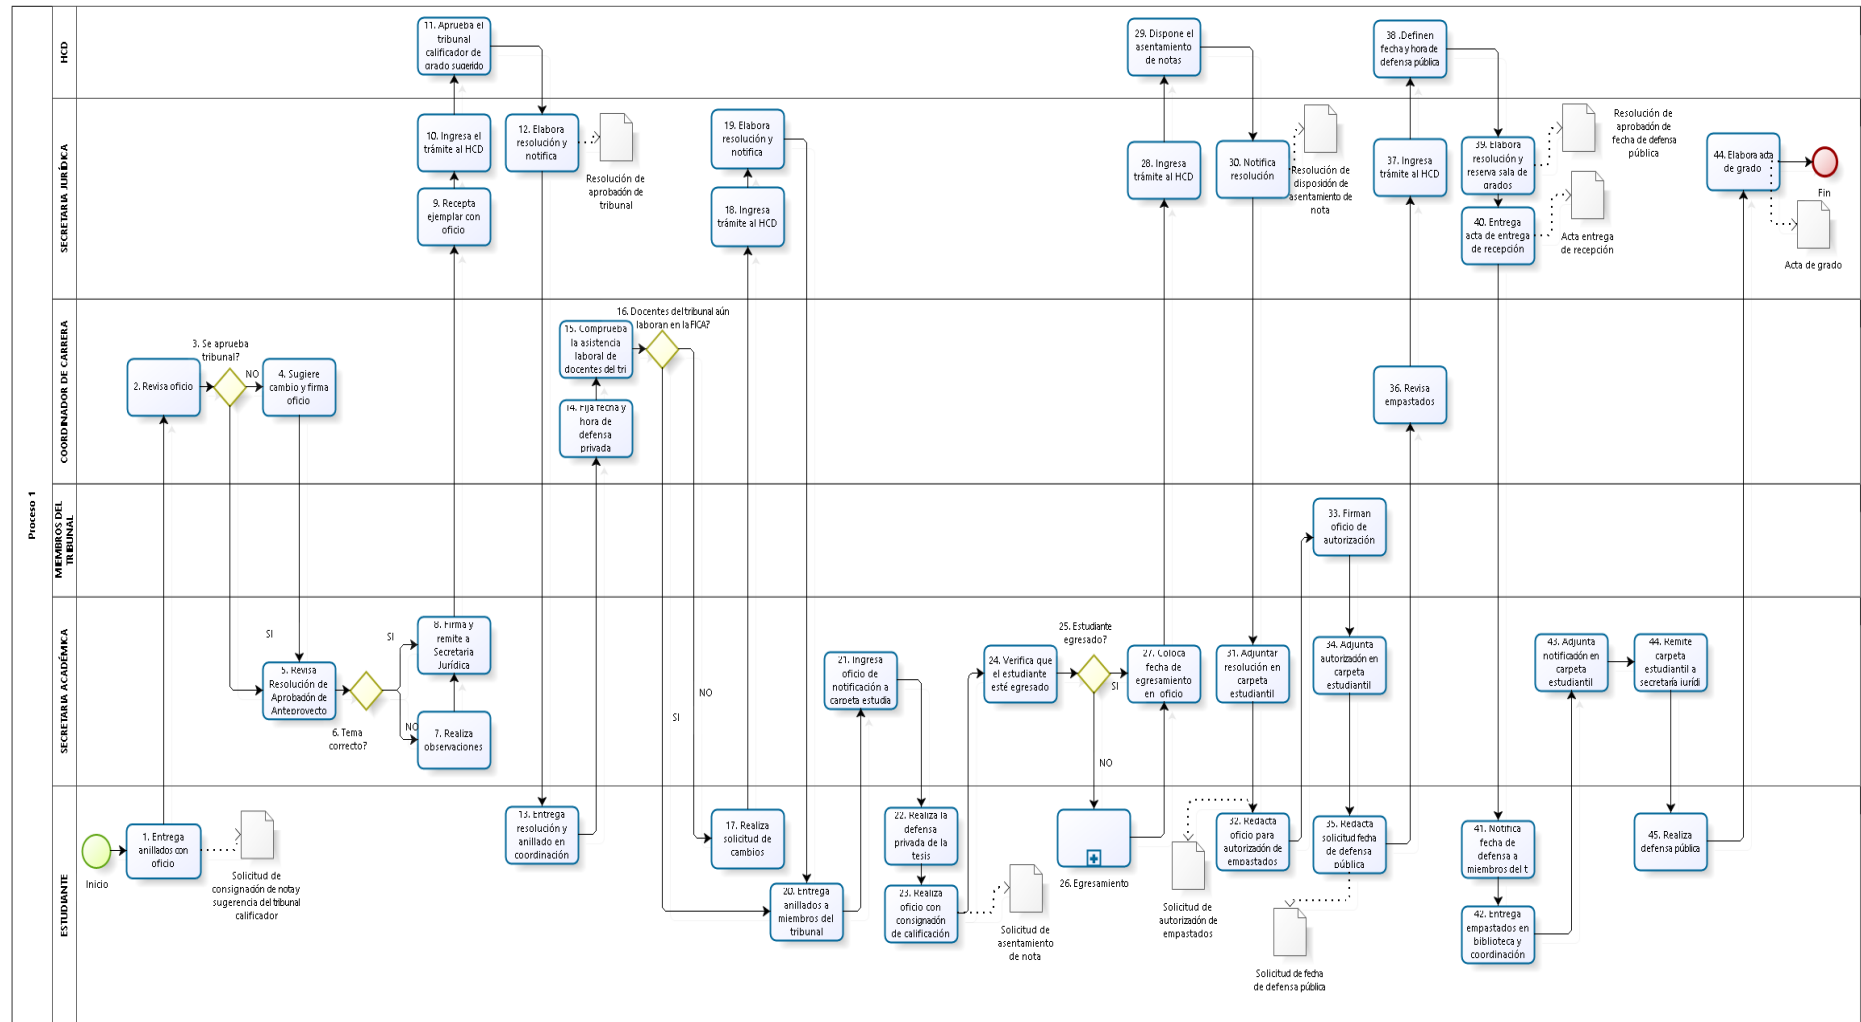 Proceso 1
HCD
11. Aprueba el
tribunal
calificador de
grado sugerido
29. Dispone el
asentamiento
de notas
38 .Definen
fecha y hora de
defensa pública
SECRETARIA JURÍDICA
10. Ingresa el
trámite al HCD
12. Elabora
resolución y
notifica
Resolución de
aprobación de
tribunal
9. Recepta
ejemplar con
oficio
19. Elabora
resolución y
notifica
18. Ingresa
trámite al HCD
28. Ingresa
trámite al HCD
30. Notifica
resolución
Resolución de
disposición de
asentamiento de
nota
37. Ingresa
trámite al HCD
39. Elabora
resolución y
reserva sala de
grados
Resolución de
aprobación de
fecha de defensa
pública
40. Entrega
acta de entrega
de recepción
Acta entrega
de recepción
44. Elabora acta
de grado
Fin
Acta de grado
COORDINADOR DE CARRERA
2. Revisa oficio
3. Se aprueba
tribunal?
NO
4. Sugiere
cambio y firma
oficio
15. Comprueba
la asistencia
laboral de
docentes del tri
16. Docentes del tribunal aún
laboran en la FICA?
14. Fija fecha y
hora de
defensa
privada
36. Revisa
empastados
MIEMBROS DEL
TRIBUNAL
33. Firman
oficio de
autorización
SECRETARIA ACADÉMICA
SI
5. Revisa
Resolución de
Aprobación de
Anteproyecto
6. Tema
correcto?
SI
NO
8. Firma y
remite a
Secretaria
Jurídica
7. Realiza
observaciones
SI
NO
21. Ingresa
oficio de
notificación a
carpeta estudia
24. Verifica que
el estudiante
esté egresado
25. Estudiante
egresado?
SI
NO
27. Coloca
fecha de
egresamiento
en oficio
31. Adjuntar
resolución en
carpeta
estudiantil
34. Adjunta
autorización en
carpeta
estudiantil
43. Adjunta
notificación en
carpeta
estudiantil
44. Remite
carpeta
estudiantil a
secretaría jurídi
ESTUDIANTE
Inicio
1. Entrega
anillados con
oficio
Solicitud de
consignación de nota y
sugerencia del tribunal
calificador
13. Entrega
resolución y
anillado en
coordinación
17. Realiza
solicitud de
cambios
20. Entrega
anillados a
miembros del
tribunal
22. Realiza la
defensa
privada de la
tesis
23. Realiza
oficio con
consignación
de calificación
Solicitud de
asentamiento
de nota
26. Egresamiento
Solicitud de
autorización de
empastados
32. Redacta
oficio para
autorización de
empastados
35. Redacta
solicitud fecha
de defensa
pública
Solicitud de fecha
de defensa pública
41. Notifica
fecha de
defensa a
miembros del t
42. Entrega
empastados en
biblioteca y
coordinación
45. Realiza
defensa pública